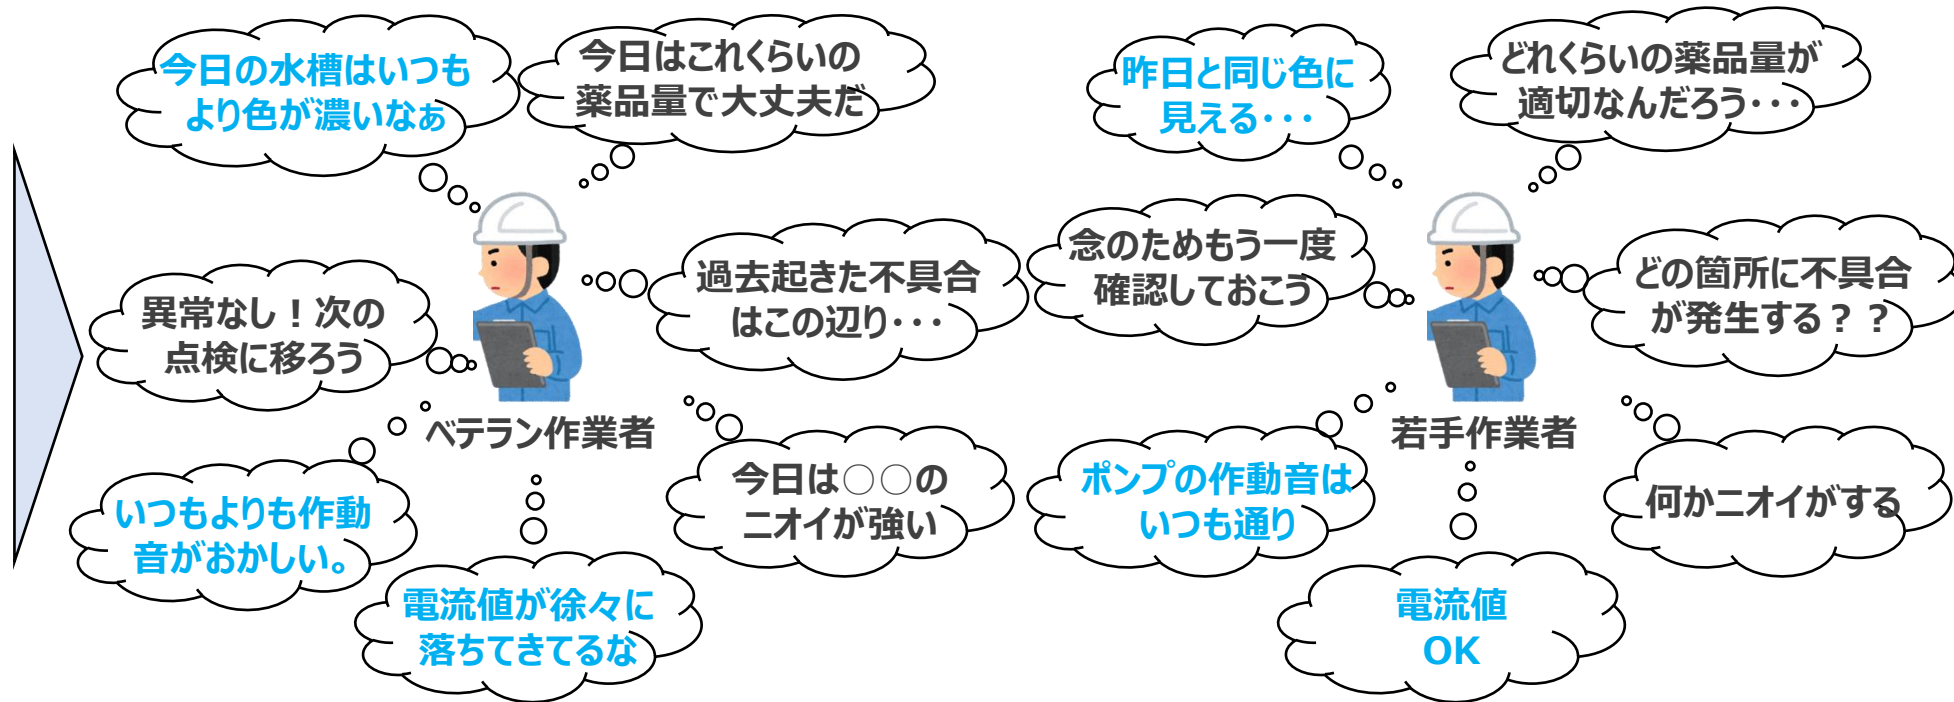 今日の水槽はいつも
より色が濃いなぁ
今日はこれくらいの
薬品量で大丈夫だ
異常なし！次の
点検に移ろう
過去起きた不具合
はこの辺り・・・
ベテラン作業者
いつもよりも作動
音がおかしい。
電流値が徐々に
落ちてきてるな
今日は○○の
ニオイが強い
昨日と同じ色に
見える・・・
どれくらいの薬品量が
適切なんだろう・・・
念のためもう一度
確認しておこう
どの箇所に不具合
が発生する？？
若手作業者
ポンプの作動音は
いつも通り
電流値
OK
何かニオイがする